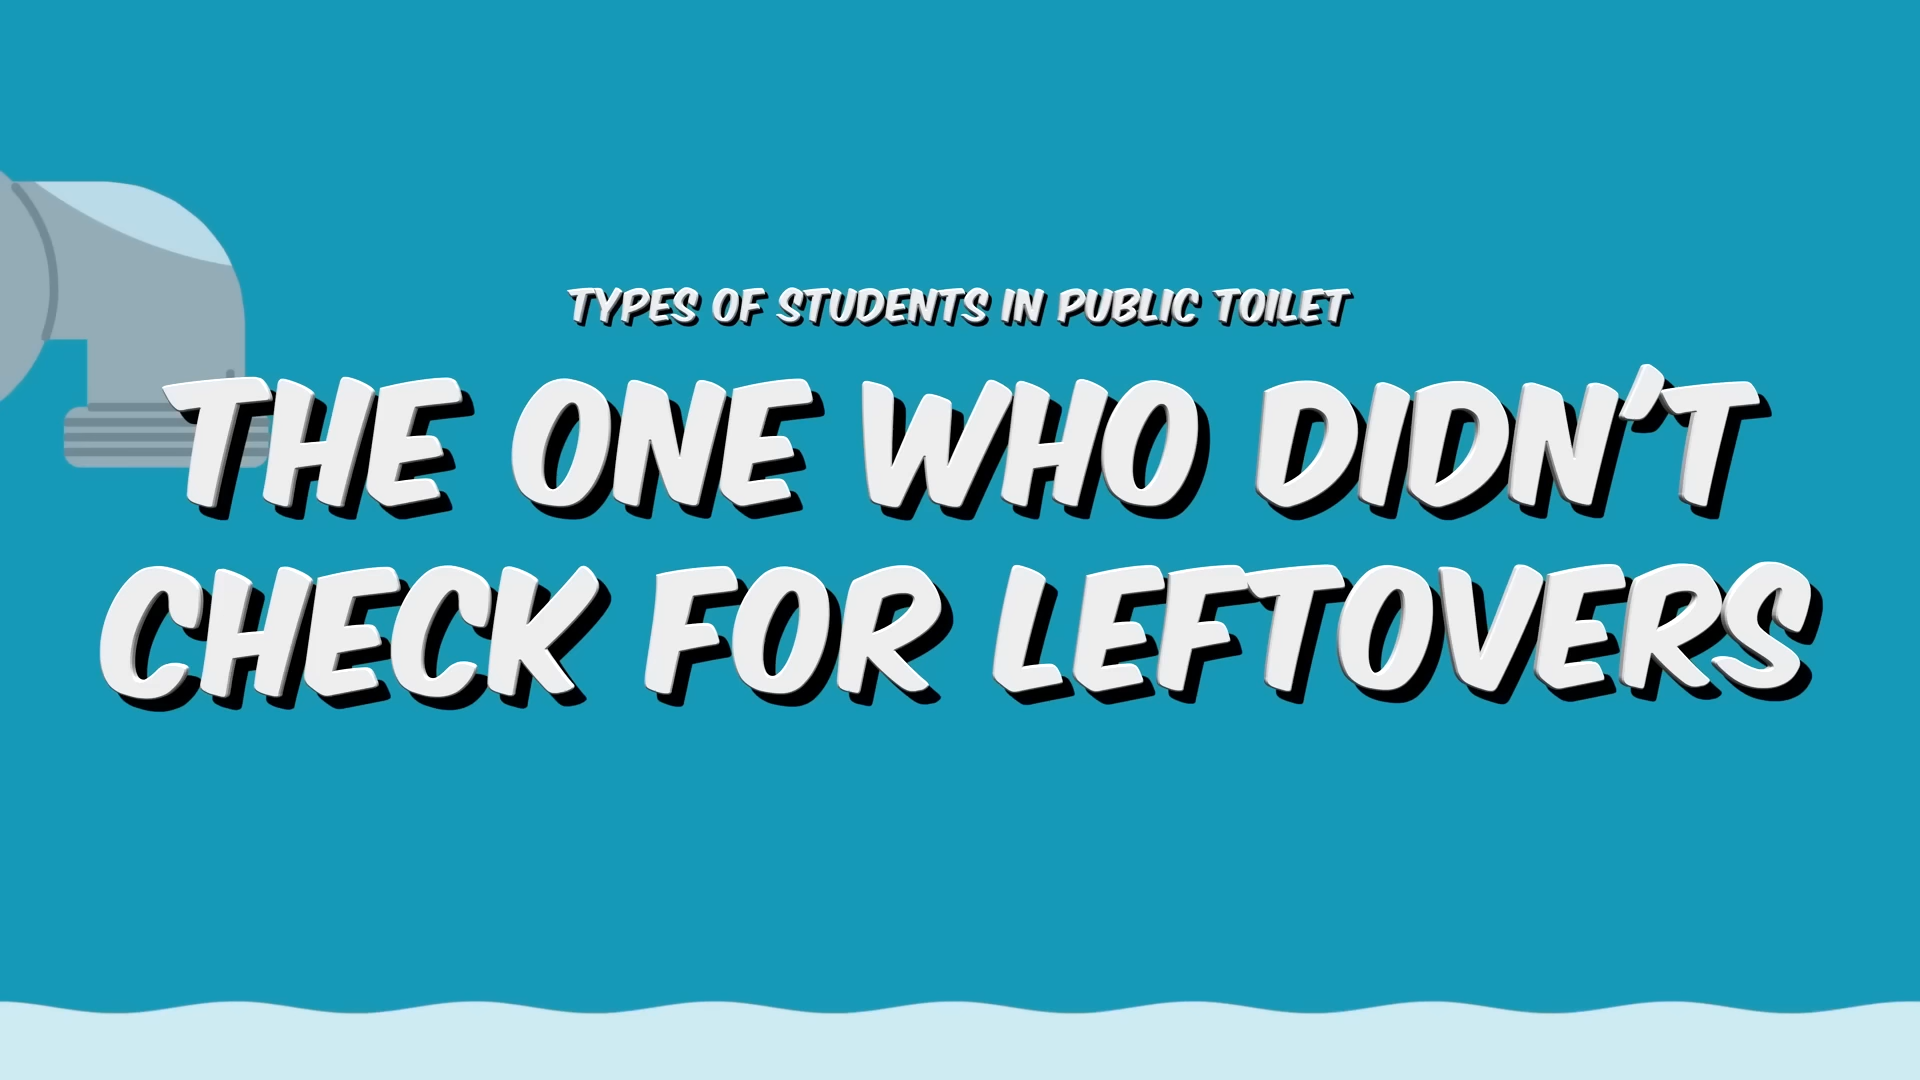 TYPES OF STUDENTS IN PUBLIC TOILET
THE ONE WHO DIDN'T
CHECK FOR LEFTOVERS